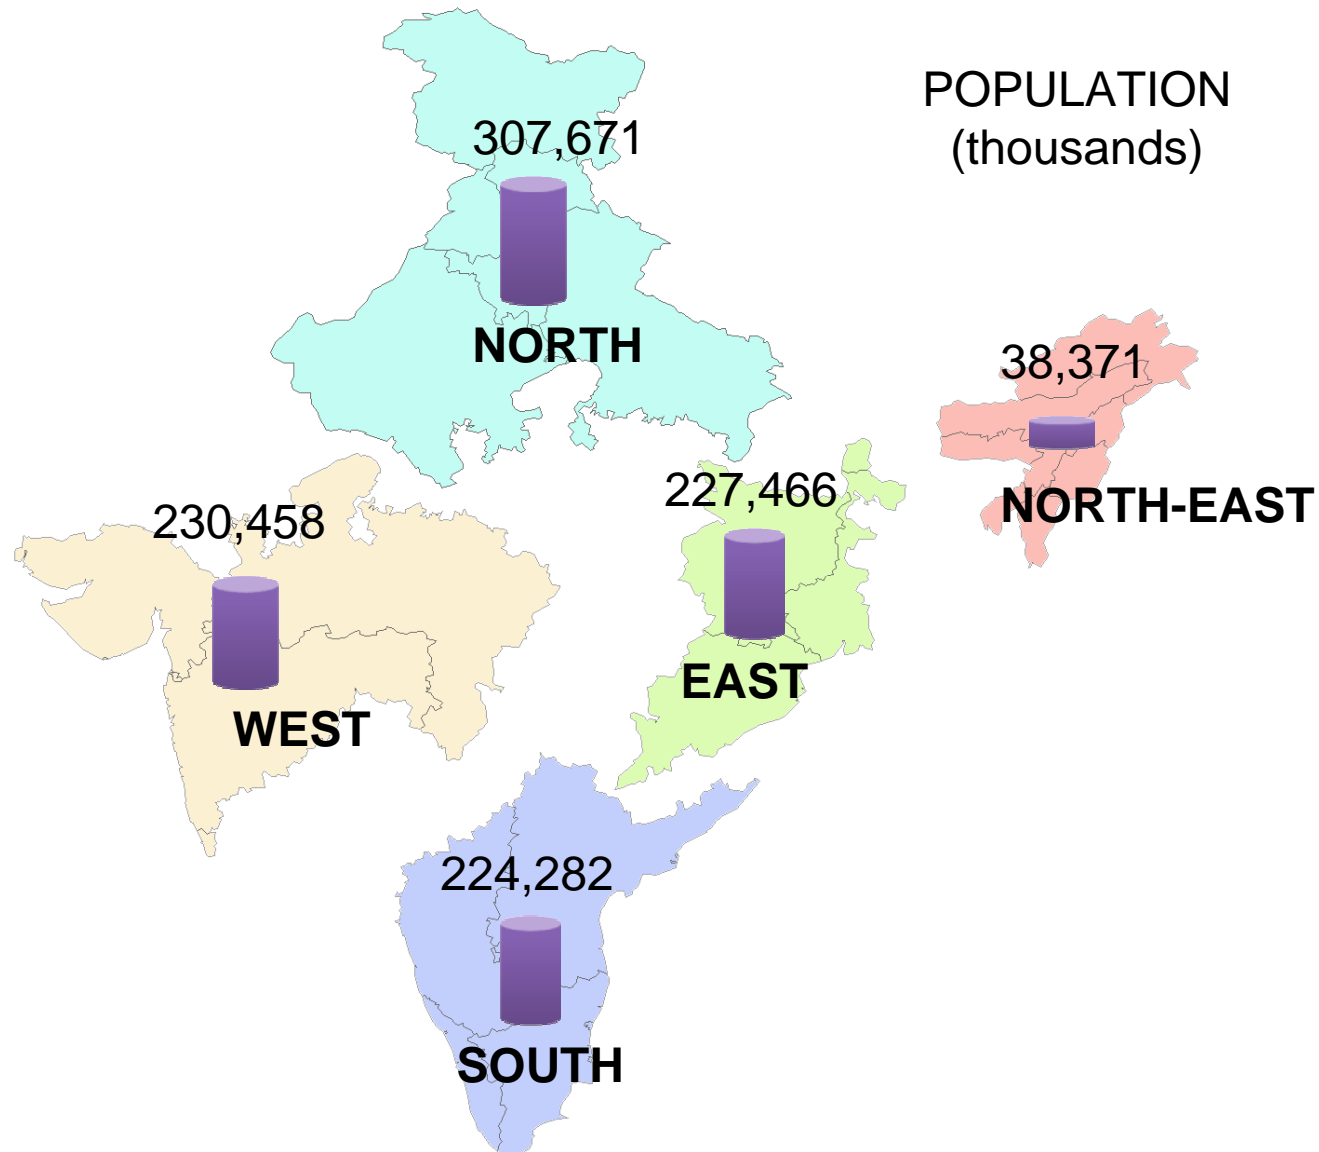 POPULATION
(thousands)
307,671
NORTH
38,371
NORTH-EAST
230,458
WEST
227,466
EAST
224,282
SOUTH